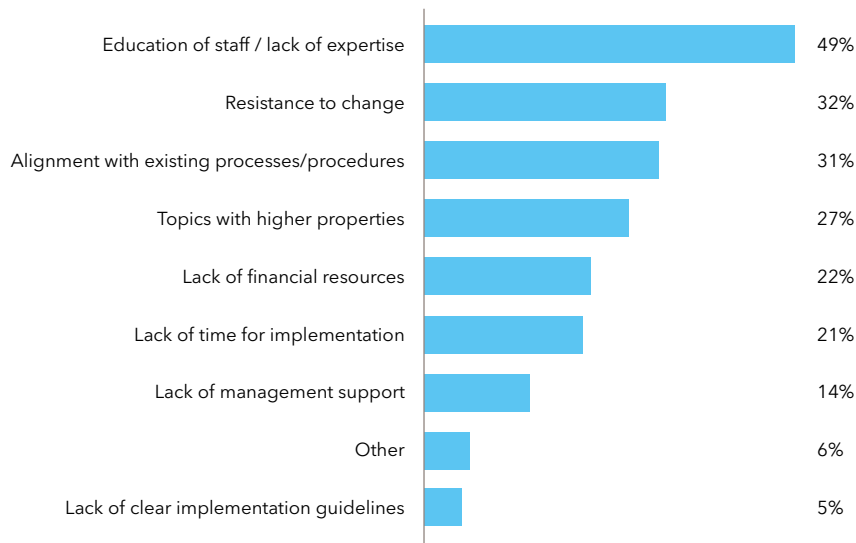 Education of staff / lack of expertise 49%
Resistance to change 32%
Alignment with existing processes/procedures 31%
Topics with higher properties 27%
Lack of financial resources 22%
Lack of time for implementation 21%
Lack of management support 14%
Other 6%
Lack of clear implementation guidelines 5%